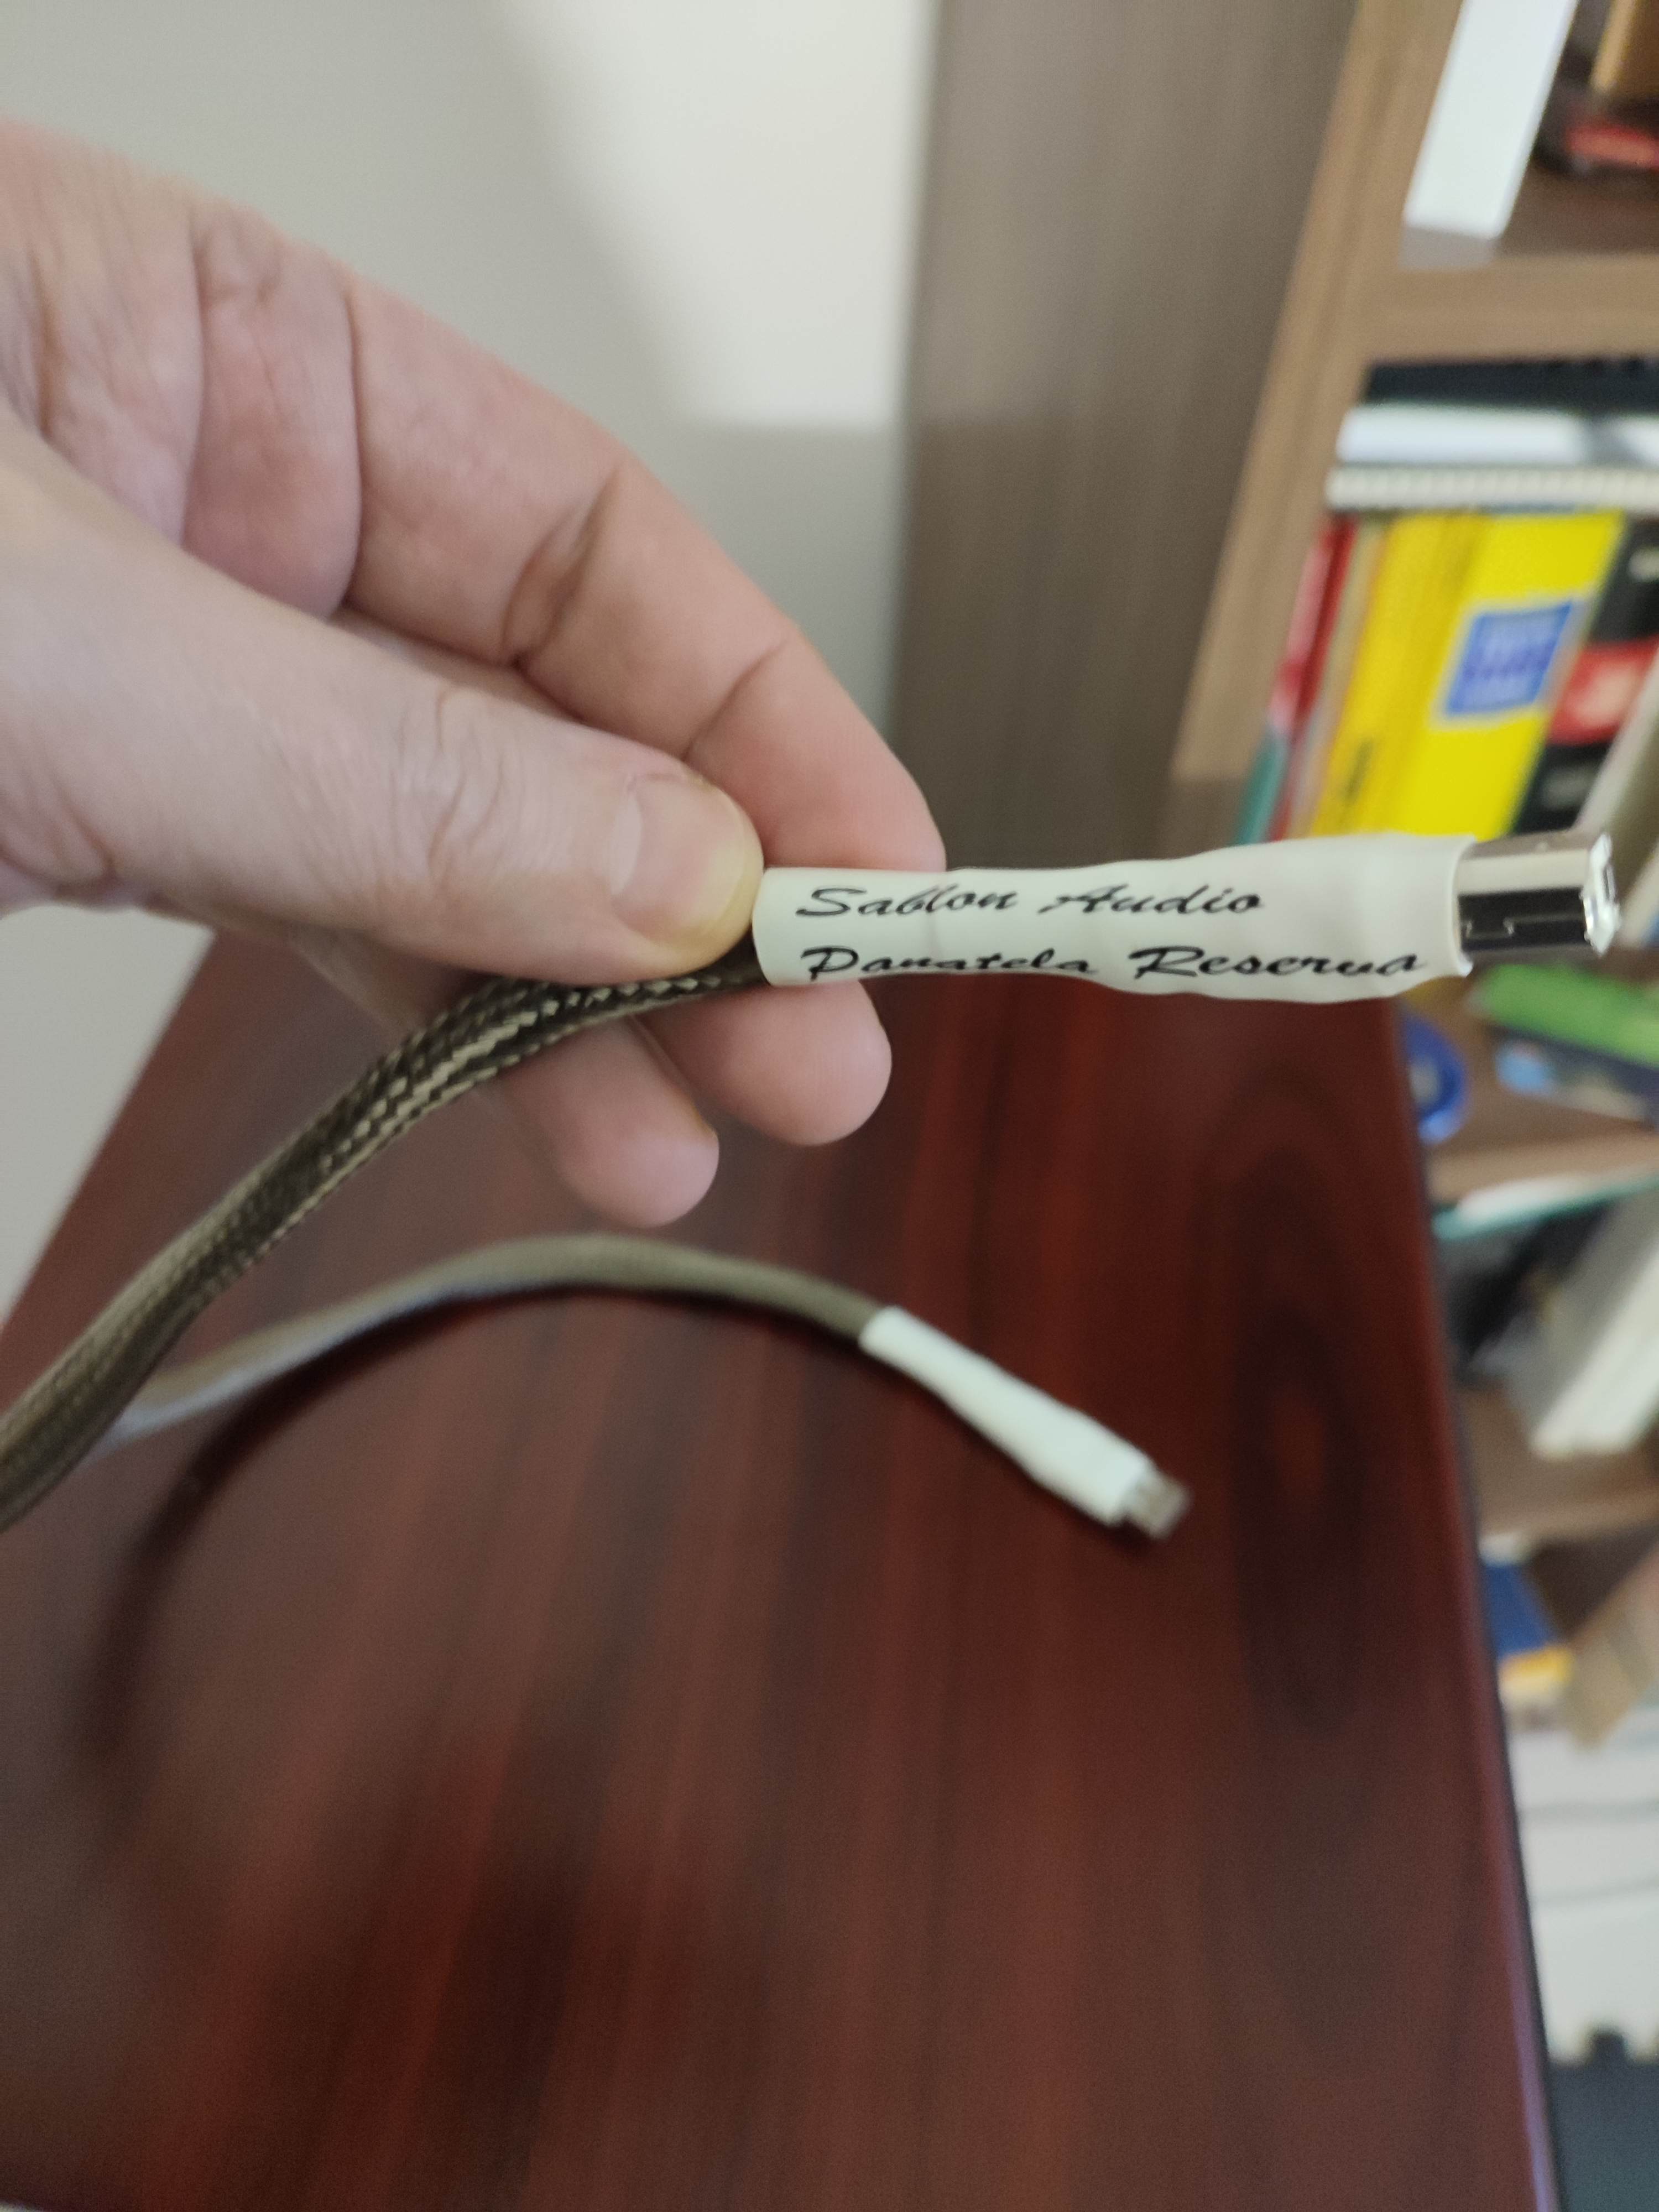 Sablon Audio
Panatela Reserva